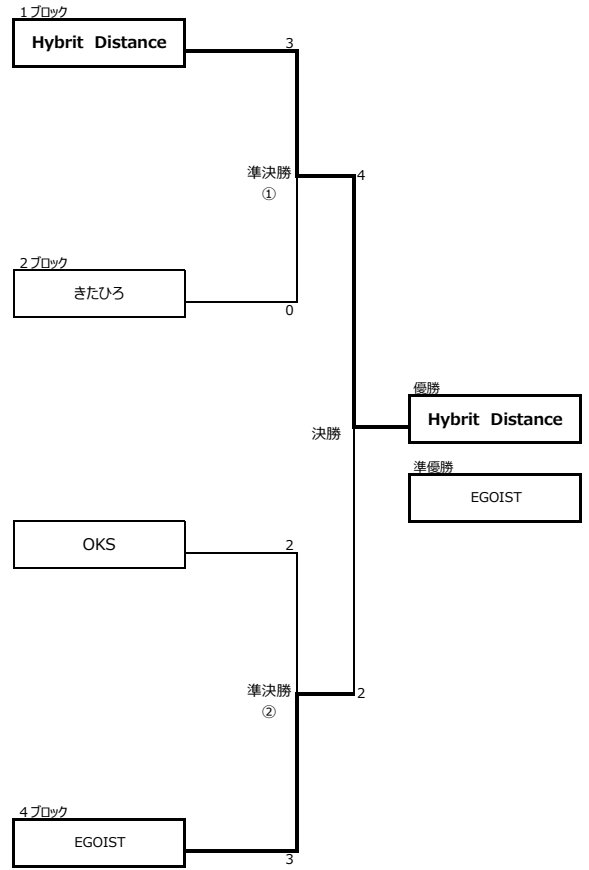 １ブロック
Hybrit Distance
3
準決勝
①
4
２ブロック
きたひろ
0
優勝
Hybrit Distance
決勝
準優勝
EGOIST
OKS
2
準決勝
②
2
４ブロック
EGOIST
3